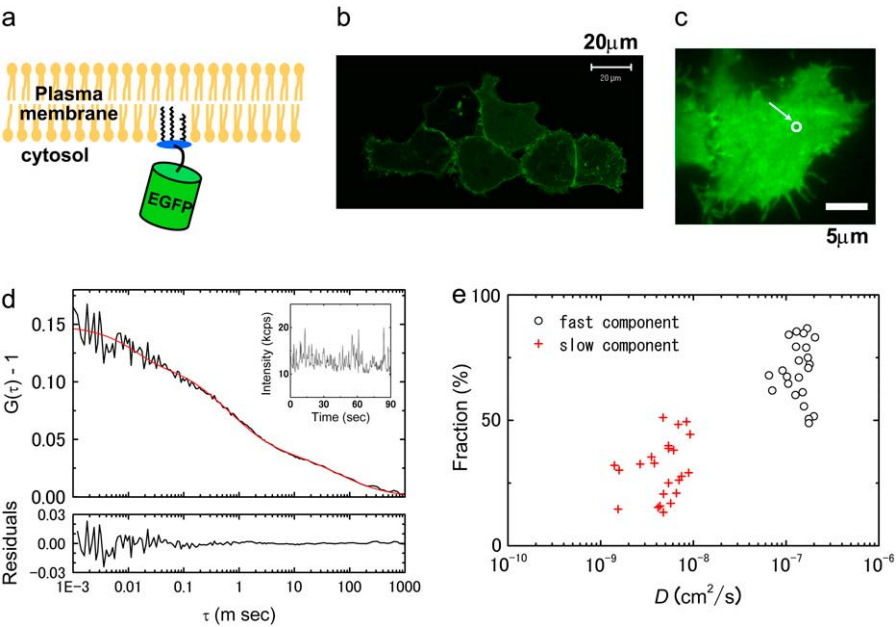 a
Plasma
membrane
cytosol
EGFP
b
20μm
20 μm
c
5μm
d
G(τ) - 1
0.15
0.10
0.05
0.00
Intensity (kcps)
20
10
0 30 60 90
Time (sec)
Residuals
0.03
0.00
-0.03
1E-3 0.01 0.1 1 10 100 1000
τ (m sec)
e
Fraction (%)
100
50
0
fast component
slow component
10⁻¹⁰ 10⁻⁹ 10⁻⁸ 10⁻⁷ 10⁻⁶
D (cm²/s)